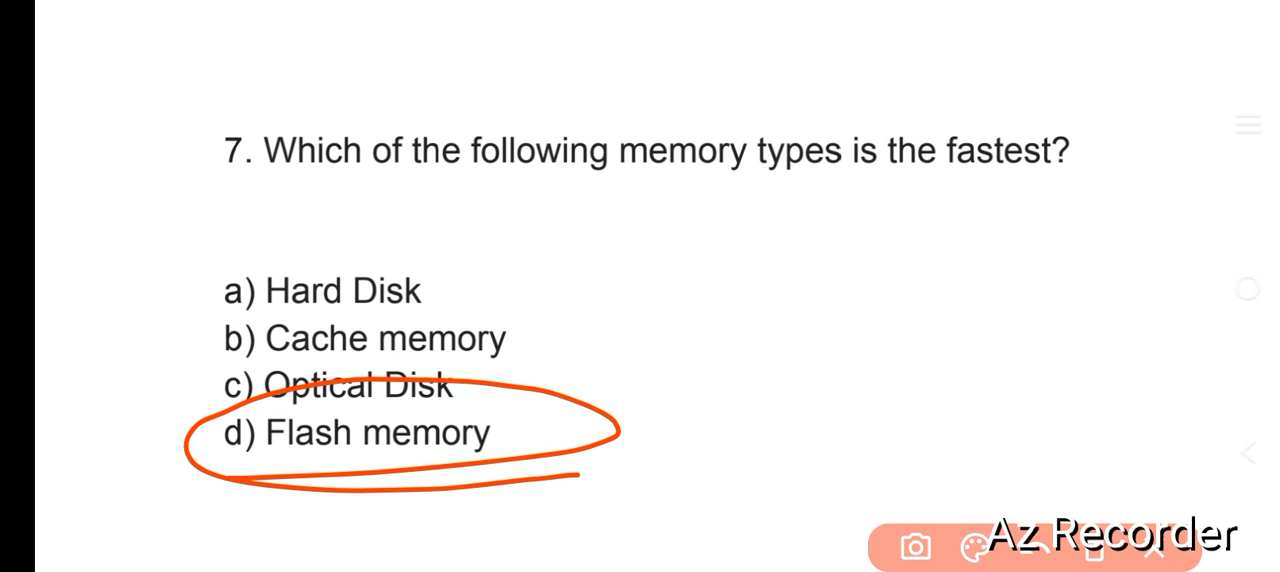 7. Which of the following memory types is the fastest?
a) Hard Disk
b) Cache memory
c) Optical Disk
d) Flash memory
Az Recorder